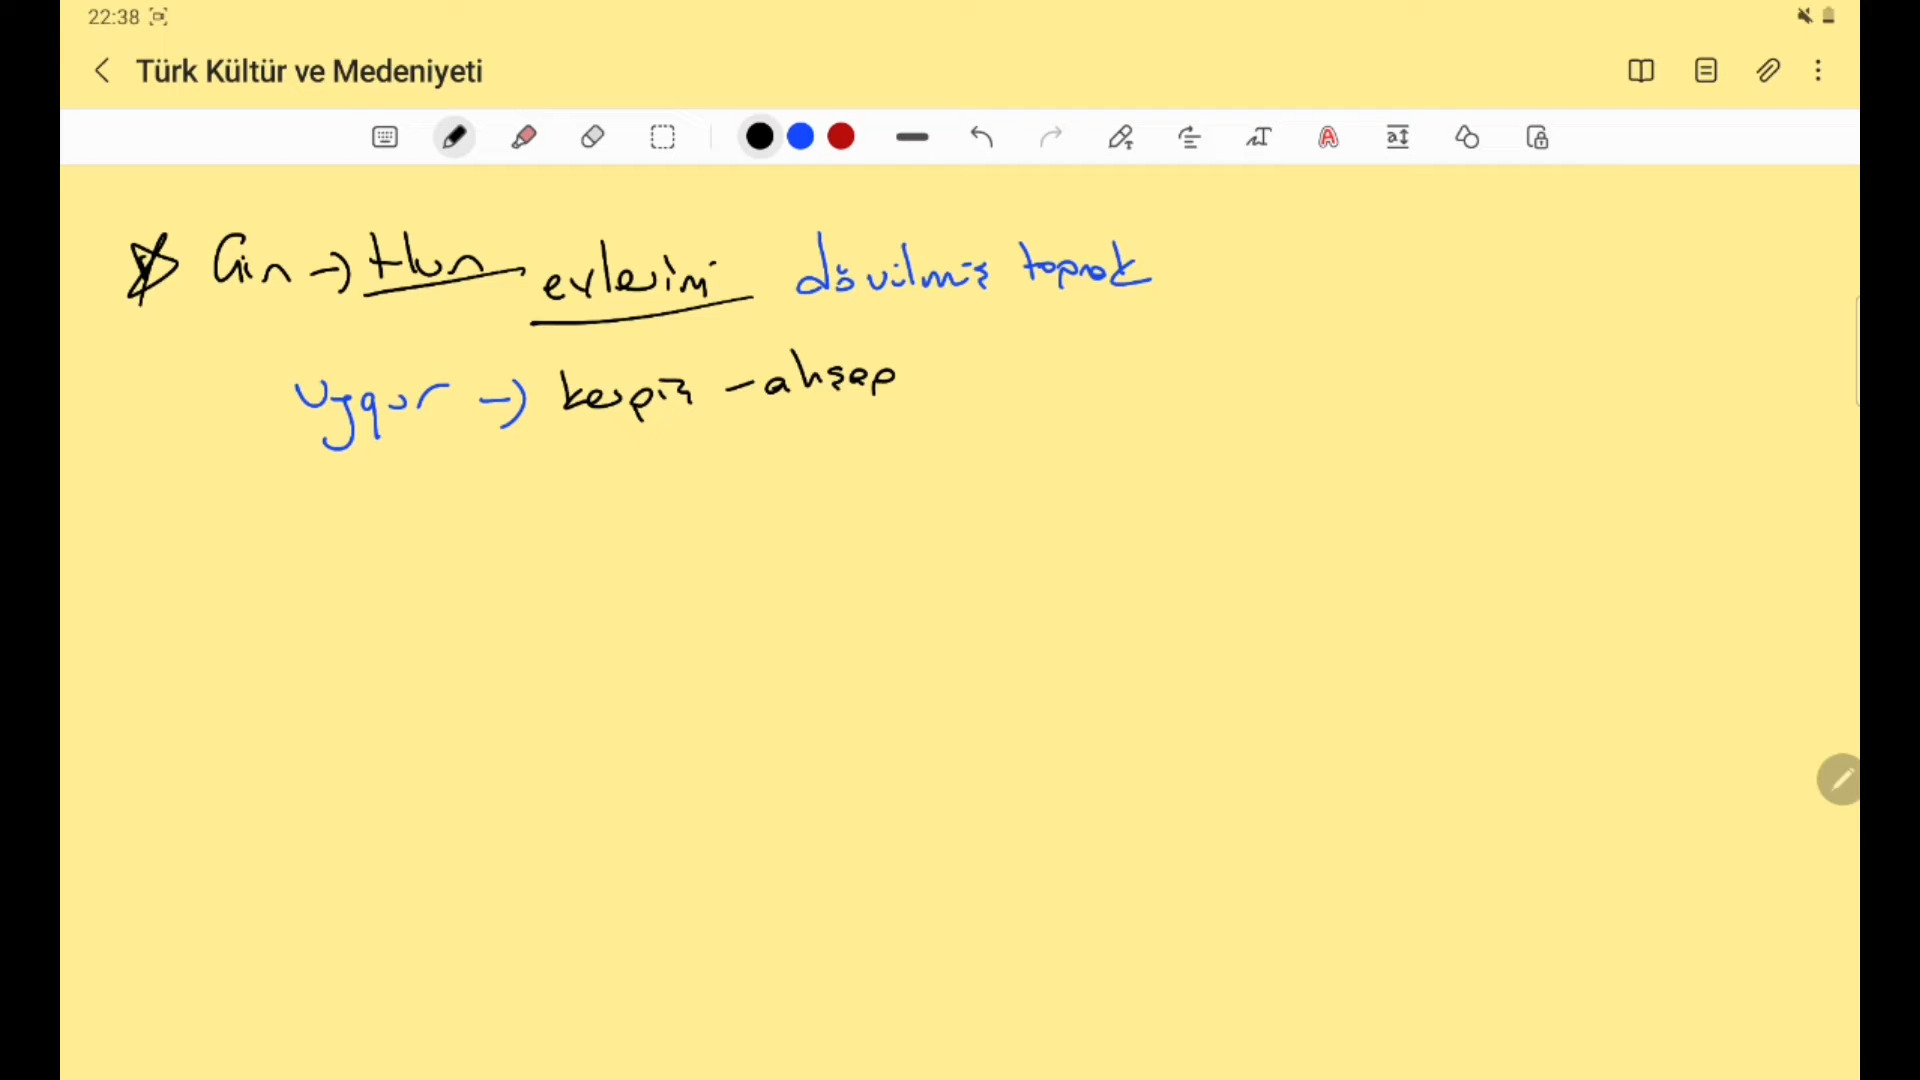 22:38
Türk Kültür ve Medeniyeti
Çin → Hun evlerini dövülmüş toprak
Uygur → kerpiç - ahşap